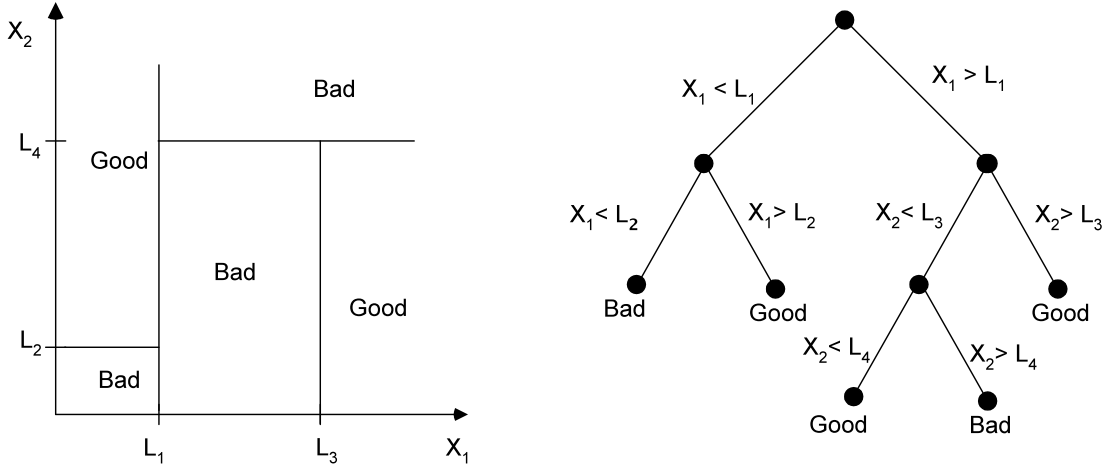 X₂
Bad
L₄
Good
Bad
Good
L₂
Bad
L₁
L₃
X₁
X₁ < L₁
X₁ > L₁
X₁< L₂
X₁> L₂
X₂< L₃
X₂> L₃
Bad
Good
Good
X₂< L₄
X₂> L₄
Good
Bad